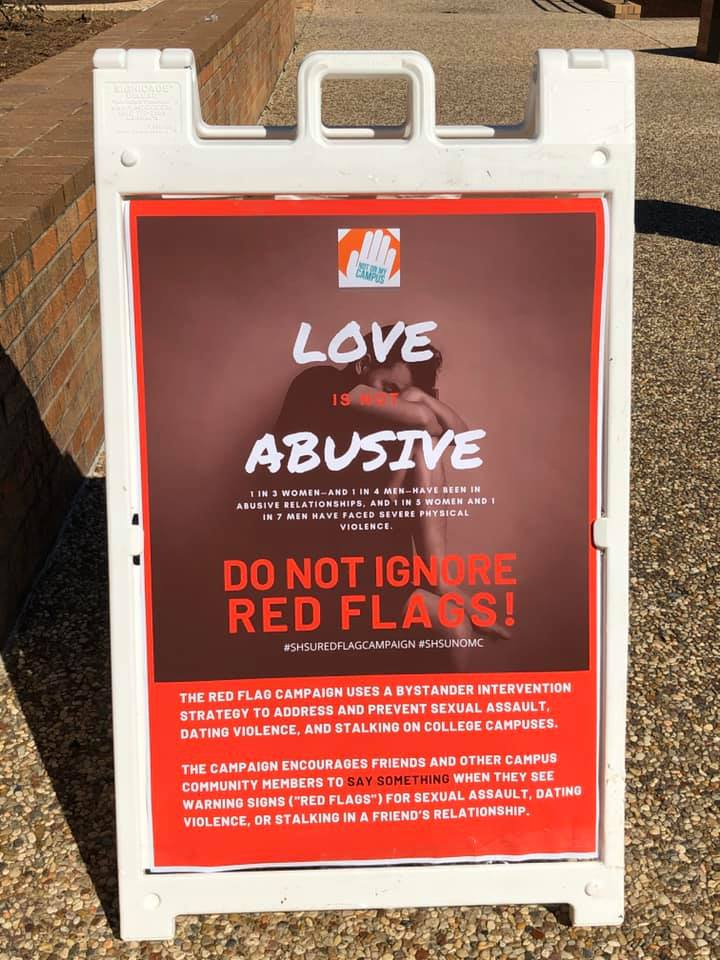 SIGNICADE
NOT ON MY
CAMPUS
LOVE
IS NOT
ABUSIVE
1 IN 3 WOMEN—AND 1 IN 4 MEN—HAVE BEEN IN
ABUSIVE RELATIONSHIPS, AND 1 IN 5 WOMEN AND 1
IN 7 MEN HAVE FACED SEVERE PHYSICAL
VIOLENCE.
DO NOT IGNORE
RED FLAGS!
#SHSUREDFLAGCAMPAIGN #SHSUNOMC
THE RED FLAG CAMPAIGN USES A BYSTANDER INTERVENTION
STRATEGY TO ADDRESS AND PREVENT SEXUAL ASSAULT,
DATING VIOLENCE, AND STALKING ON COLLEGE CAMPUSES.
THE CAMPAIGN ENCOURAGES FRIENDS AND OTHER CAMPUS
COMMUNITY MEMBERS TO SAY SOMETHING WHEN THEY SEE
WARNING SIGNS ("RED FLAGS") FOR SEXUAL ASSAULT, DATING
VIOLENCE, OR STALKING IN A FRIEND'S RELATIONSHIP.